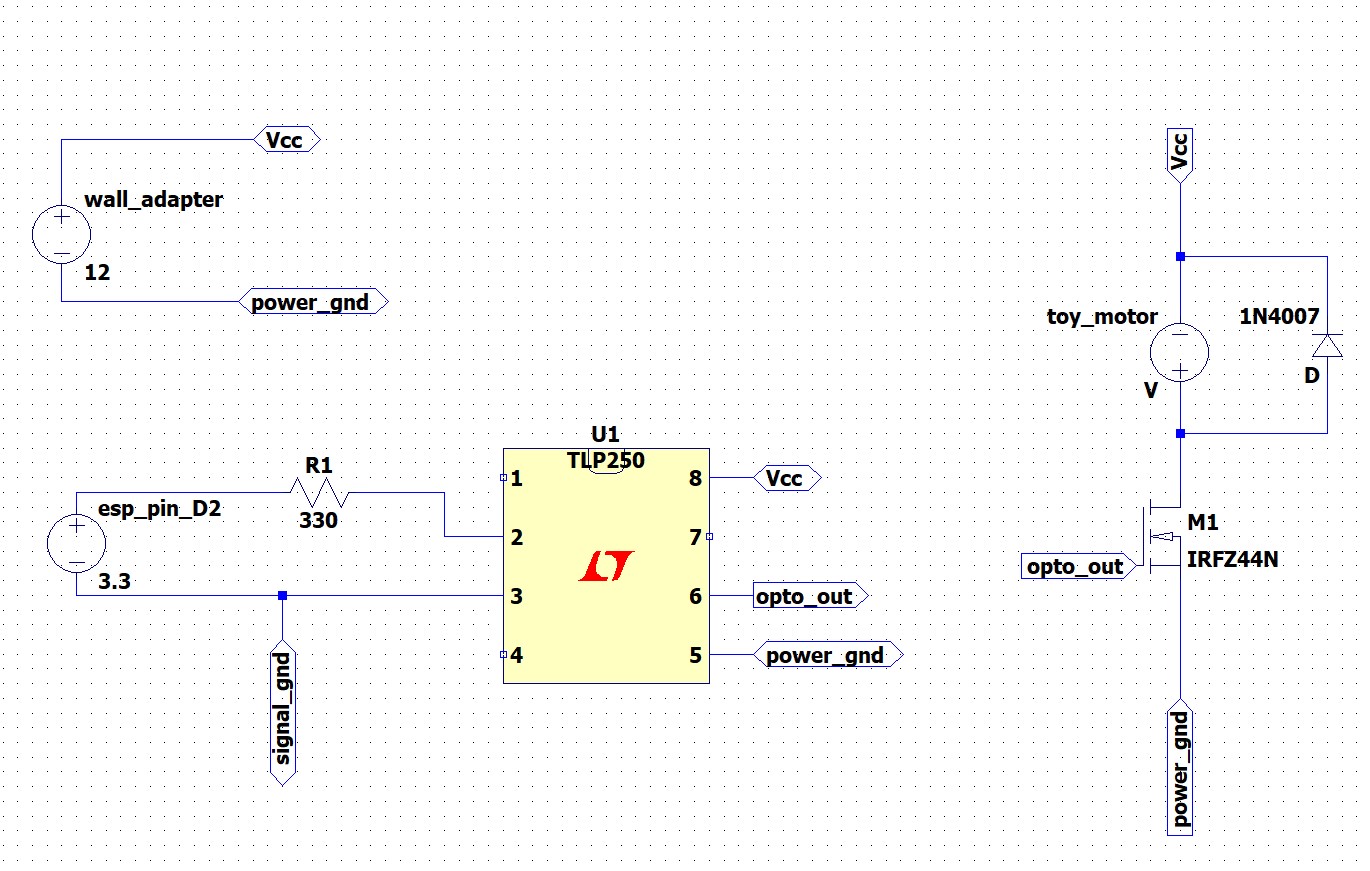 Vcc
wall_adapter
12
power_gnd
Vcc
toy_motor
V
1N4007
D
U1
TLP250
1
2
3
4
8
7
6
5
R1
330
esp_pin_D2
3.3
signal_gnd
Vcc
opto_out
power_gnd
opto_out
M1
IRFZ44N
power_gnd